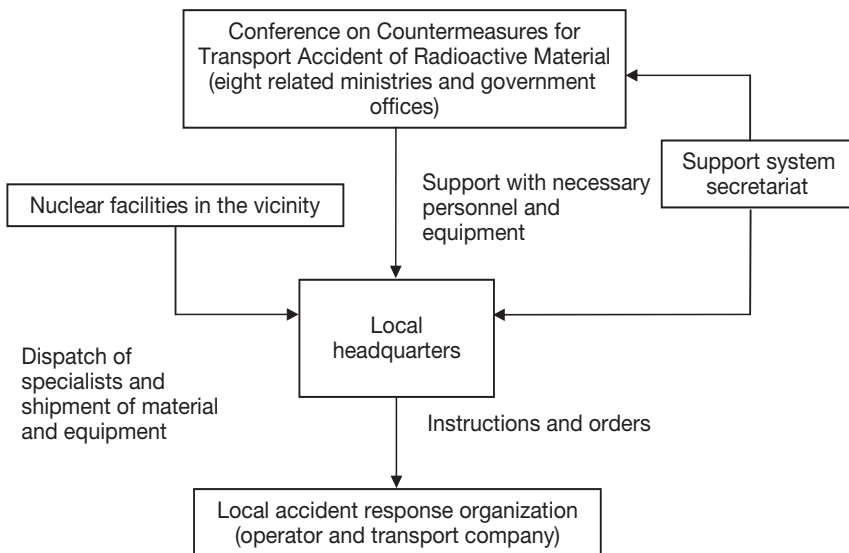 Conference on Countermeasures for
Transport Accident of Radioactive Material
(eight related ministries and government
offices)
Support system
secretariat
Nuclear facilities in the vicinity
Support with necessary
personnel and
equipment
Local
headquarters
Dispatch of
specialists and
shipment of material
and equipment
Instructions and orders
Local accident response organization
(operator and transport company)